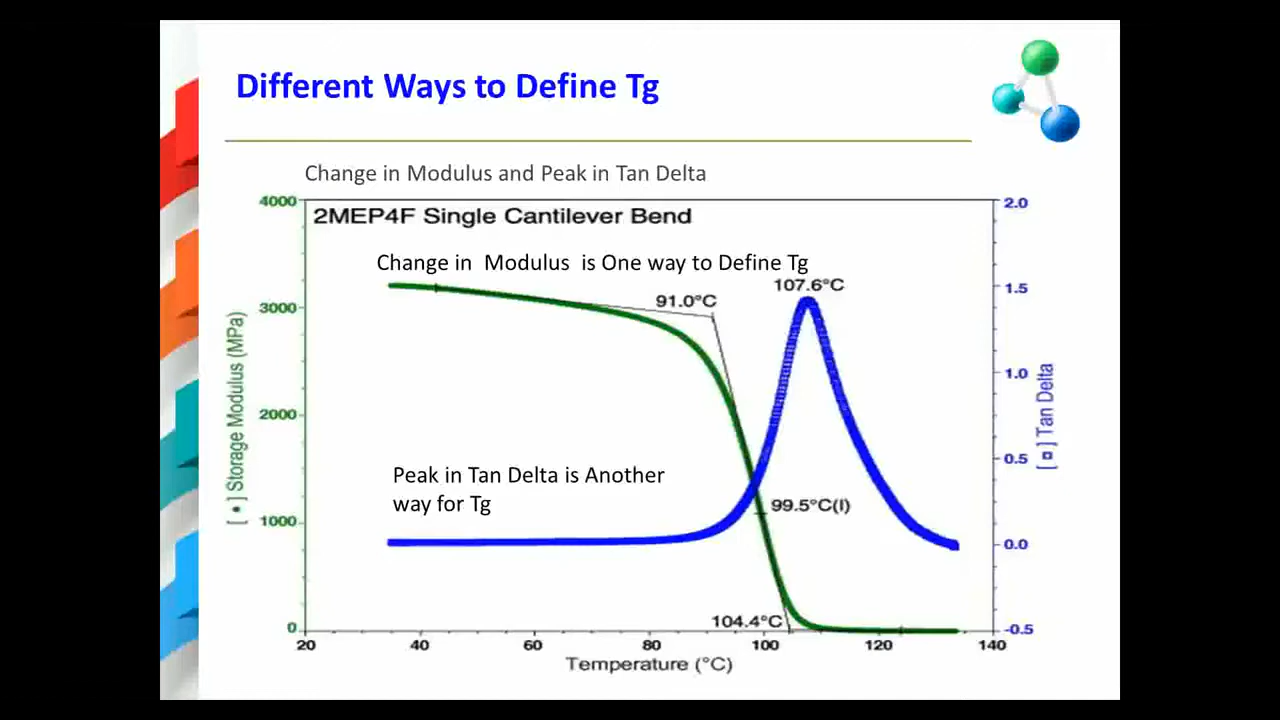 Different Ways to Define Tg
Change in Modulus and Peak in Tan Delta
2MEP4F Single Cantilever Bend
Change in  Modulus  is One way to Define Tg
107.6°C
91.0°C
Peak in Tan Delta is Another
way for Tg
99.5°C(I)
104.4°C
4000
3000
2000
1000
0
[ • ] Storage Modulus (MPa)
2.0
1.5
1.0
0.5
0.0
-0.5
[ ¤ ] Tan Delta
20 40 60 80 100 120 140
Temperature (°C)